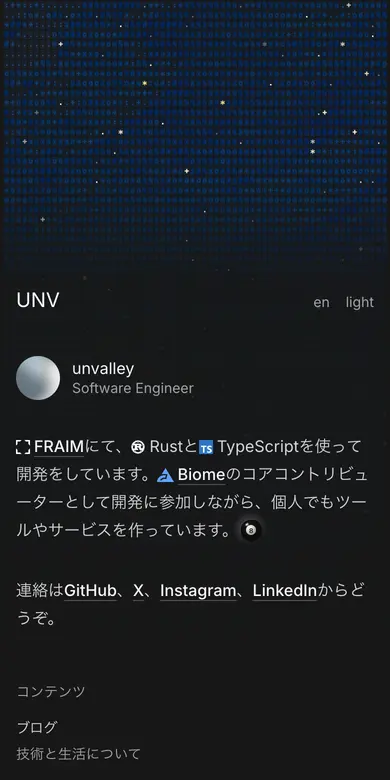 UNV
en light
unvalley
Software Engineer
FRAIMにて、 RustとTS TypeScriptを使って
開発をしています。 Biomeのコアコントリビュ
ーターとして開発に参加しながら、個人でもツー
ルやサービスを作っています。
連絡はGitHub、X、Instagram、LinkedInからど
うぞ。
コンテンツ
ブログ
技術と生活について